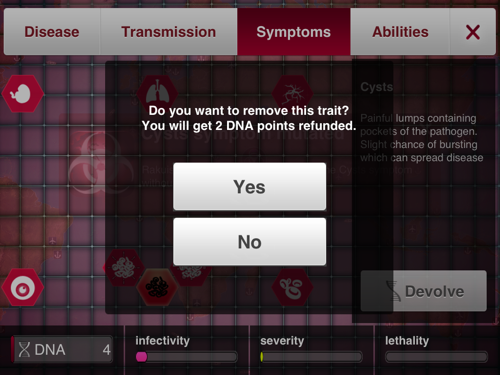 Disease
Transmission
Symptoms
Abilities
X
Cysts
Do you want to remove this trait?
You will get 2 DNA points refunded.
Painful lumps containing
pockets of the pathogen.
Slight chance of bursting
which can spread disease
Yes
No
Devolve
DNA 4
infectivity
severity
lethality